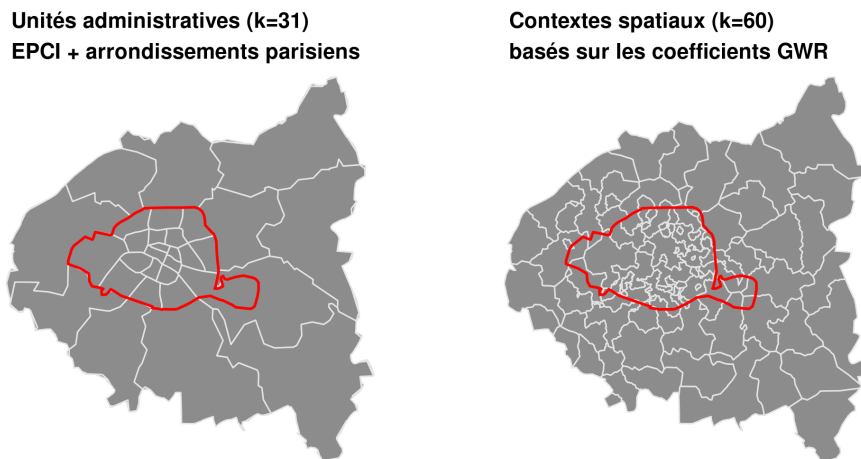 Unités administratives (k=31)
EPCI + arrondissements parisiens
Contextes spatiaux (k=60)
basés sur les coefficients GWR